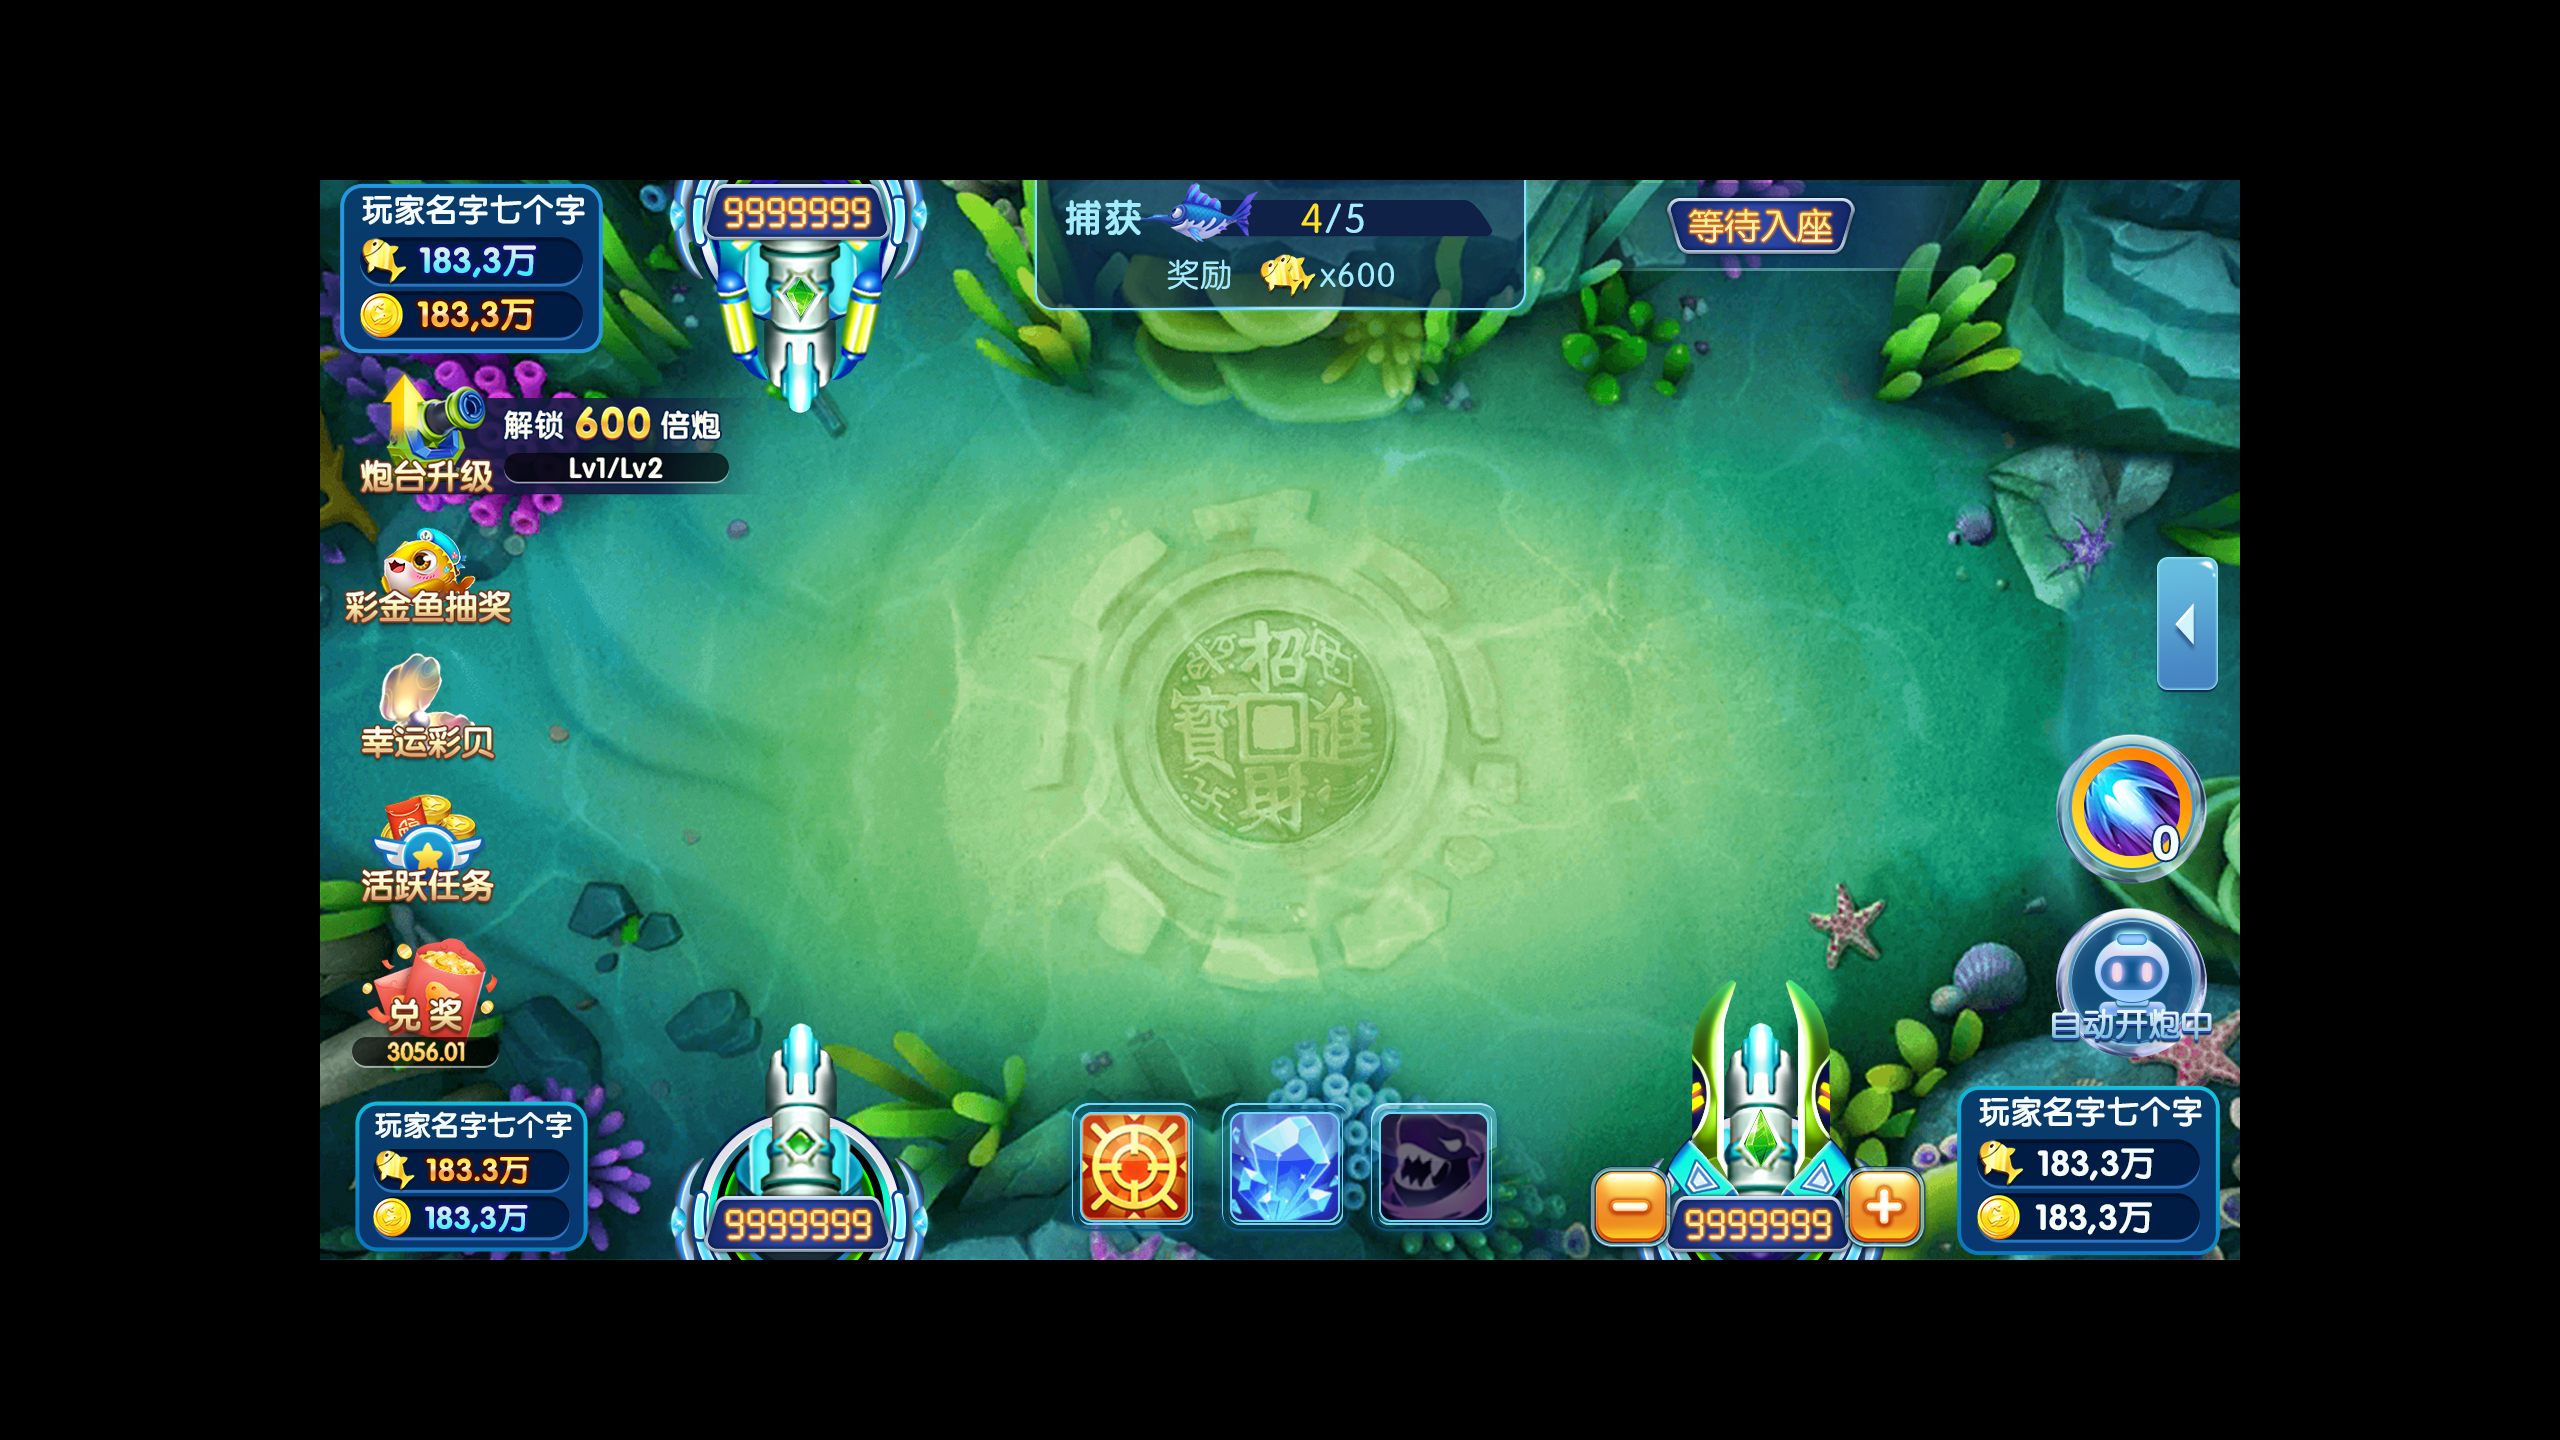 玩家名字七个字
183,3万
183,3万
9999999
捕获 4/5
奖励 x600
等待入座
解锁 600 倍炮
Lv1/Lv2
炮台升级
彩金鱼抽奖
幸运彩贝
活跃任务
兑奖
3056.01
招
寶 進
財
0
自动开炮中
玩家名字七个字
183.3万
183,3万
9999999
9999999
玩家名字七个字
183,3万
183,3万